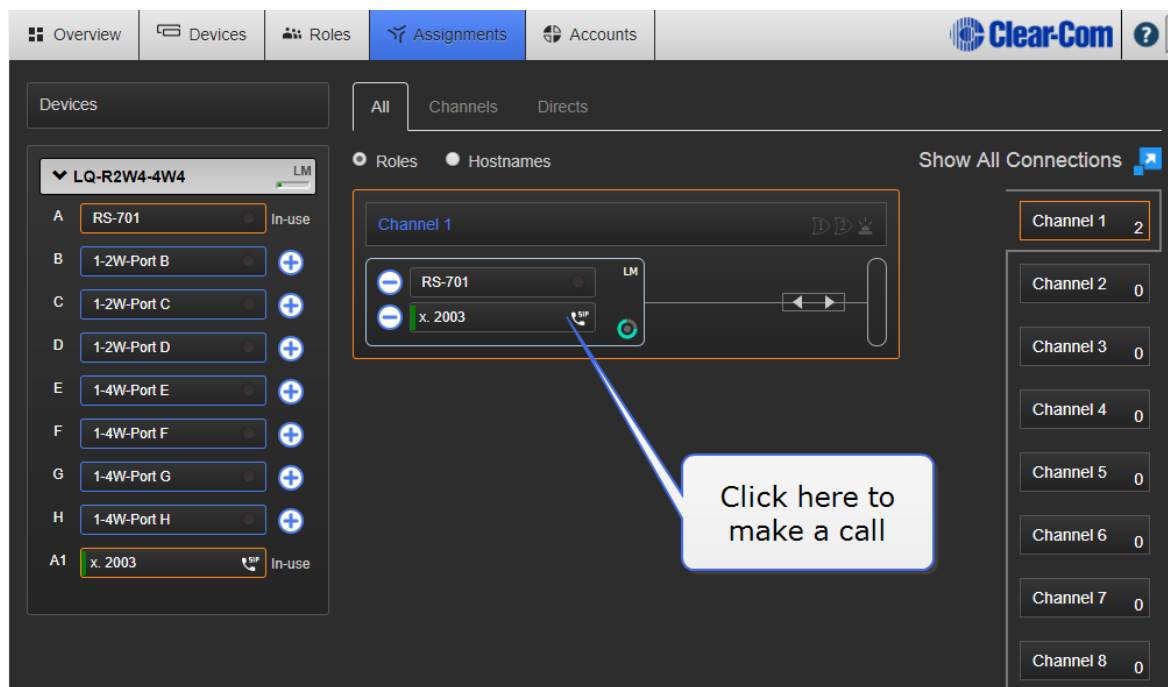 Overview Devices Roles Assignments Accounts Clear-Com ?
Devices
All Channels Directs
Roles Hostnames
Show All Connections
LQ-R2W4-4W4 LM
A RS-701 In-use
B 1-2W-Port B
C 1-2W-Port C
D 1-2W-Port D
E 1-4W-Port E
F 1-4W-Port F
G 1-4W-Port G
H 1-4W-Port H
A1 x. 2003 SIP In-use
Channel 1 1 2
RS-701 LM
x. 2003 SIP
Click here to
make a call
Channel 1 2
Channel 2 0
Channel 3 0
Channel 4 0
Channel 5 0
Channel 6 0
Channel 7 0
Channel 8 0